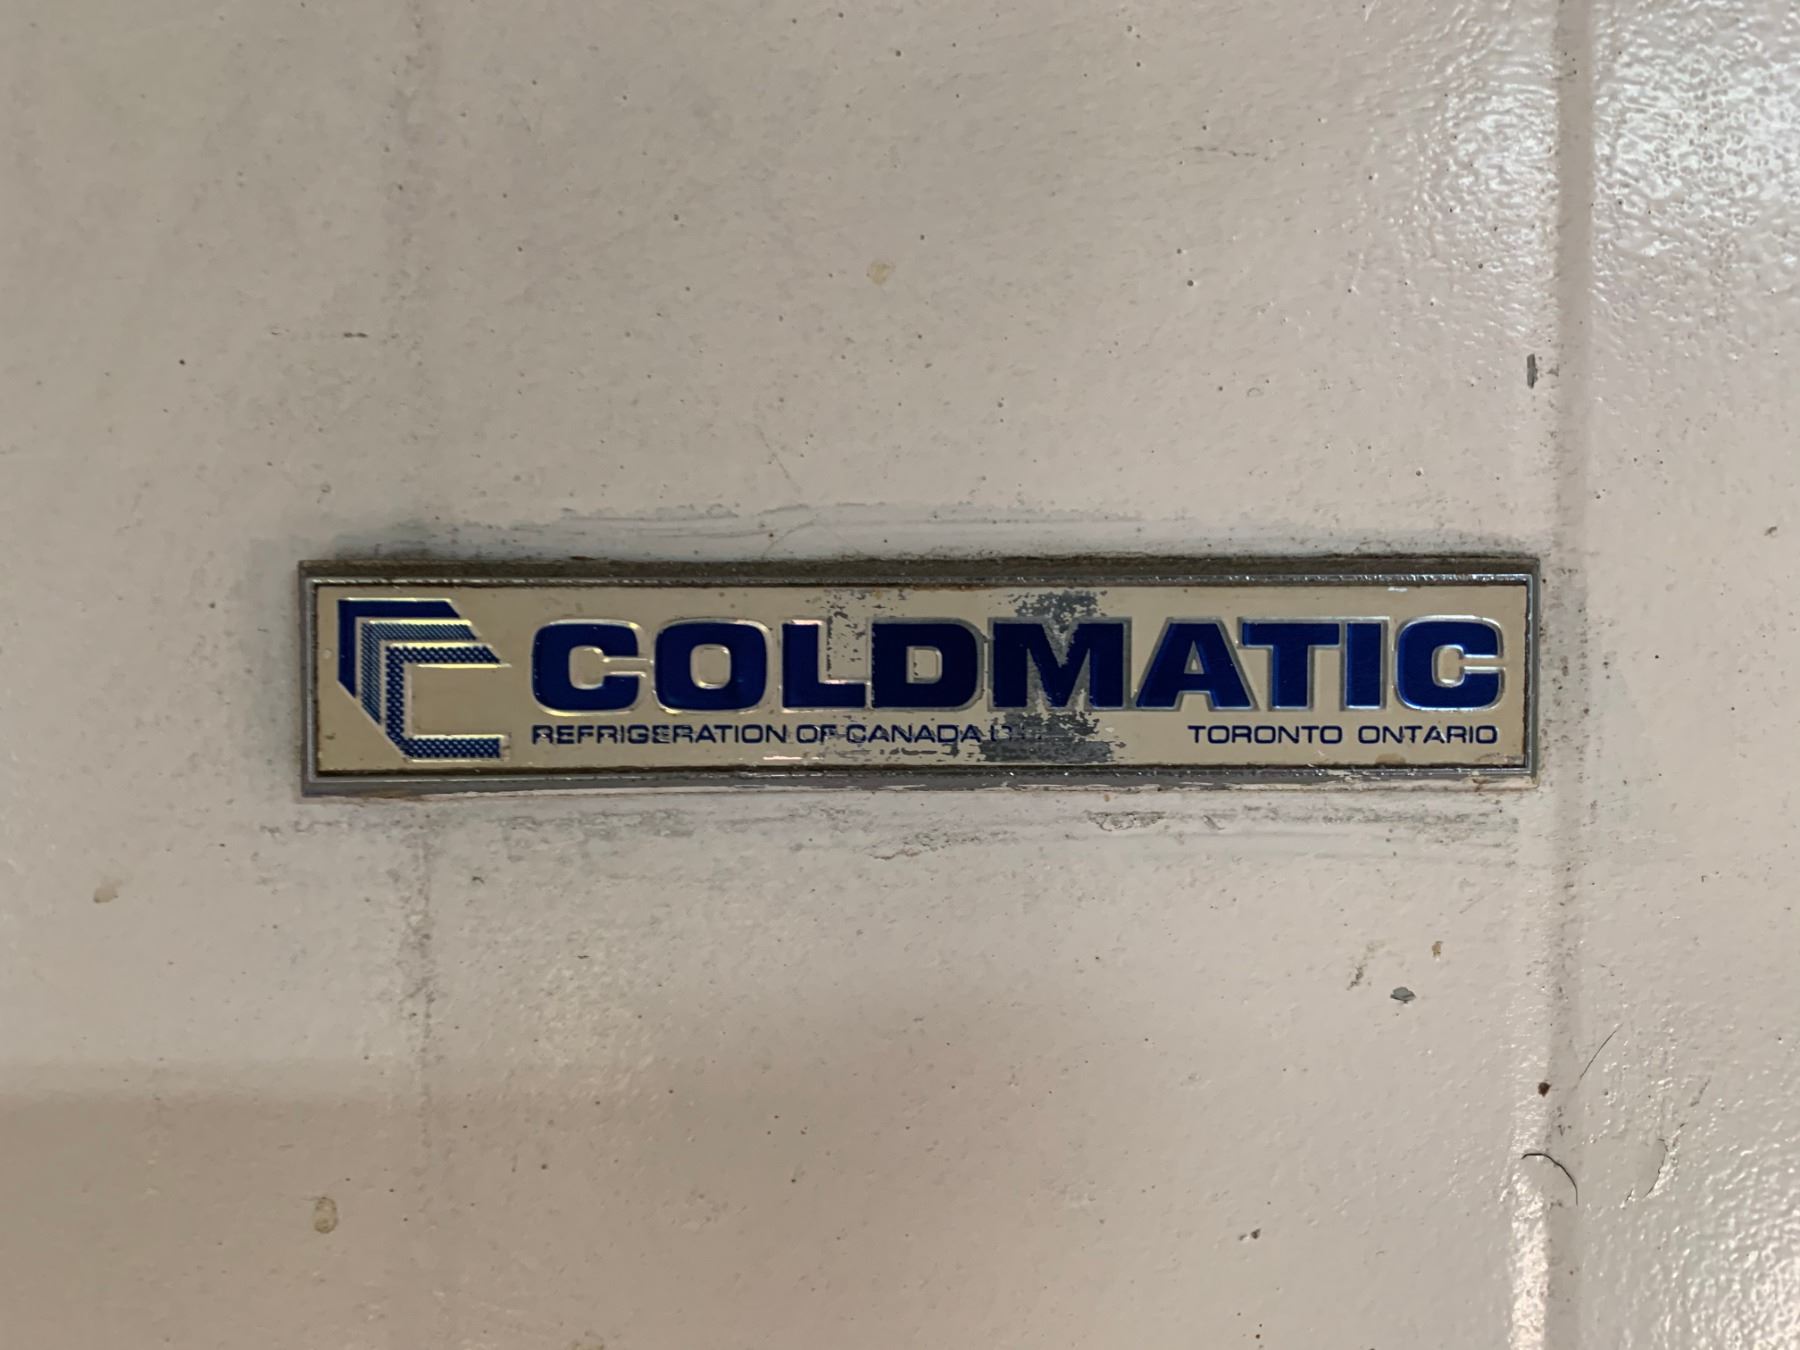 COLDMATIC
REFRIGERATION OF CANADA
TORONTO ONTARIO